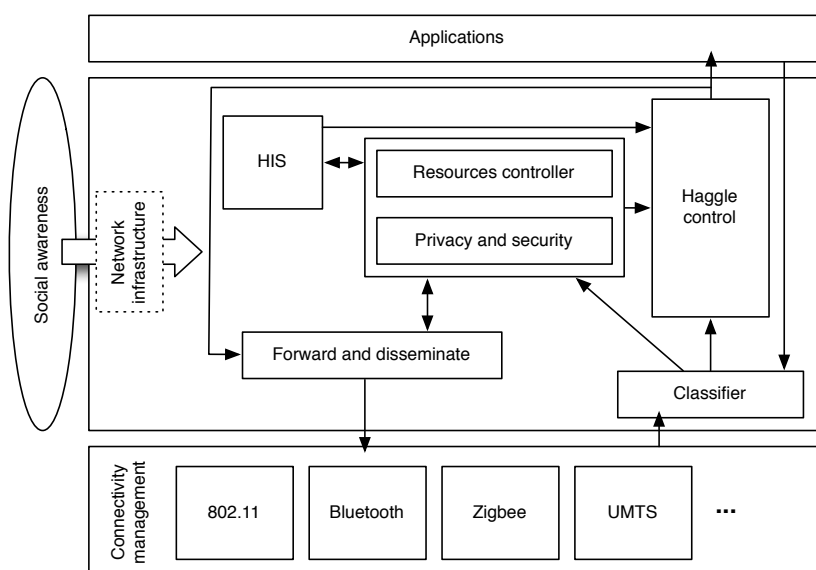 Applications
Social awareness
Network
infrastructure
HIS
Resources controller
Privacy and security
Haggle
control
Forward and disseminate
Classifier
Connectivity
management
802.11
Bluetooth
Zigbee
UMTS
...